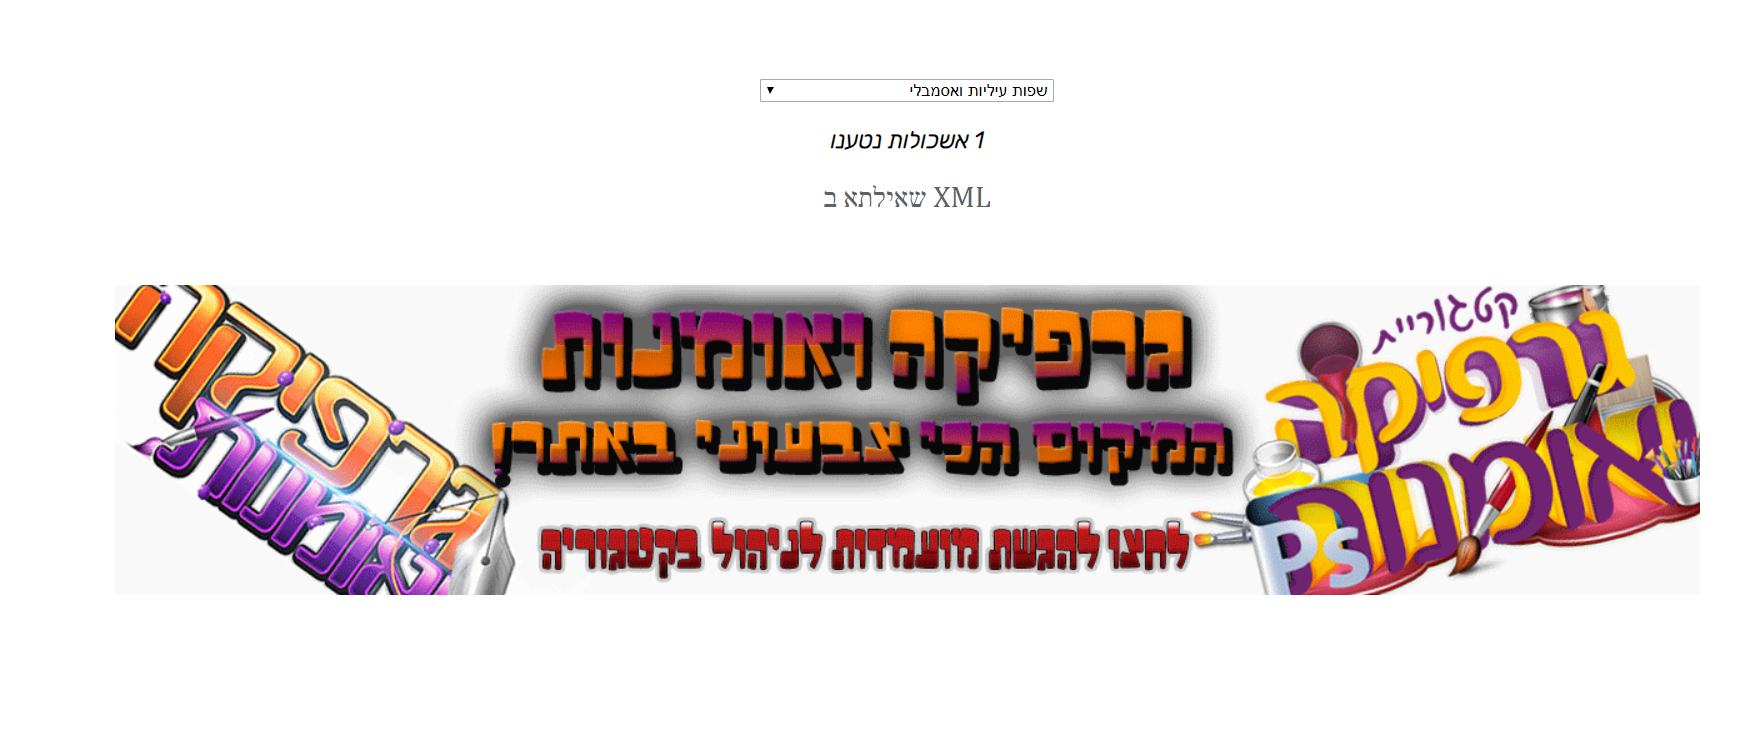 שפות עיליות ואסמבלי
1 אשכולות נטענו
שאילתא ב XML
גרפיקה ואומנות
המקום הכי צבעוני באתר!
לחצו להגשת מועמדות לניהול בקטגוריה
גרפיקה
ואומנות
קטגוריית
גרפיקה
ואומנות
Ps